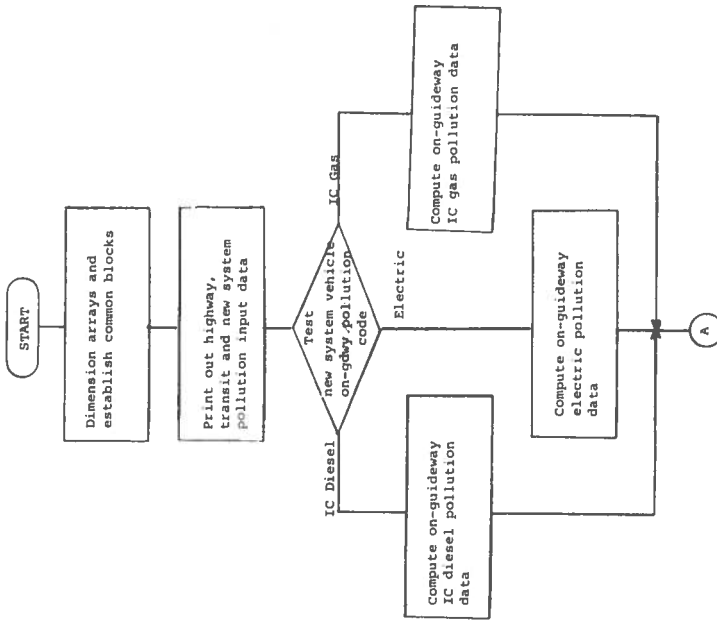 START
Dimension arrays and
establish common blocks
Print out highway,
transit and new system
pollution input data
Test
new system vehicle
on-gdwy pollution
code
IC Diesel
IC Gas
Electric
Compute on-guideway
IC diesel pollution
data
Compute on-guideway
electric pollution
data
Compute on-guideway
IC gas pollution data
A